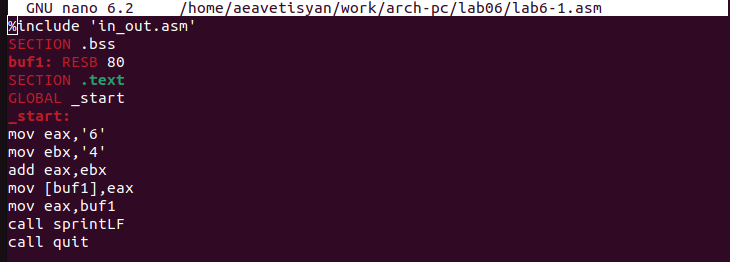 GNU nano 6.2 /home/aeavetisyan/work/arch-pc/lab06/lab6-1.asm
%include 'in_out.asm'
SECTION .bss
buf1: RESB 80
SECTION .text
GLOBAL _start
_start:
mov eax,'6'
mov ebx,'4'
add eax,ebx
mov [buf1],eax
mov eax,buf1
call sprintLF
call quit